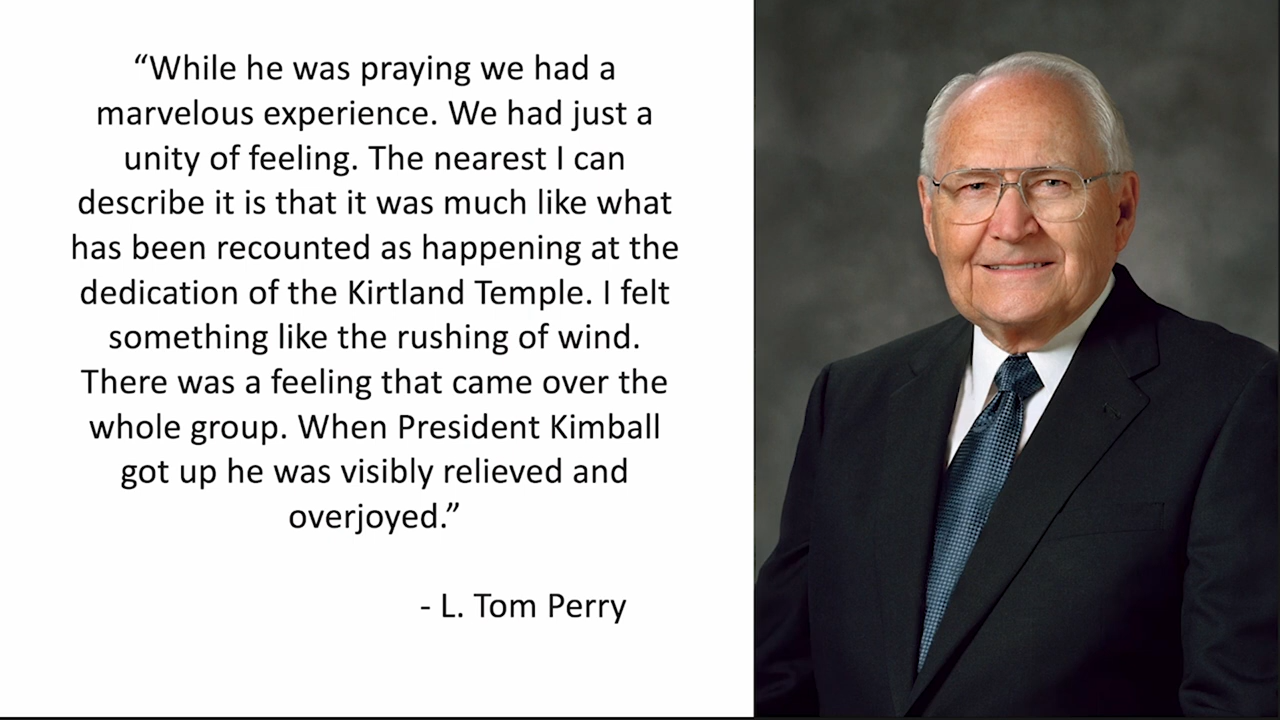 “While he was praying we had a
marvelous experience. We had just a
unity of feeling. The nearest I can
describe it is that it was much like what
has been recounted as happening at the
dedication of the Kirtland Temple. I felt
something like the rushing of wind.
There was a feeling that came over the
whole group. When President Kimball
got up he was visibly relieved and
overjoyed.”
- L. Tom Perry